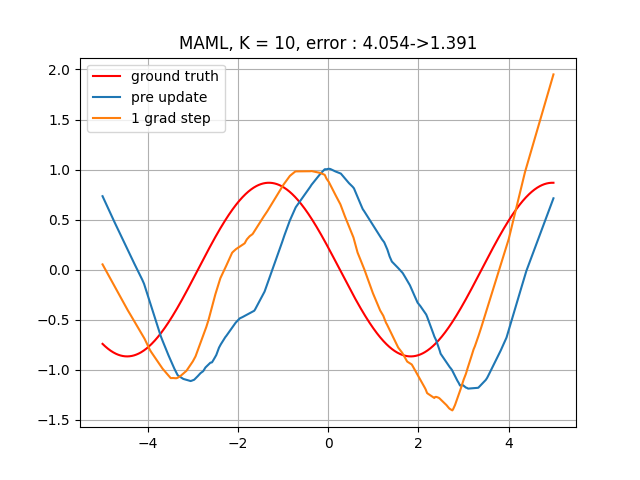 MAML, K = 10, error : 4.054->1.391
ground truth
pre update
1 grad step
2.0
1.5
1.0
0.5
0.0
−0.5
−1.0
−1.5
−4 −2 0 2 4